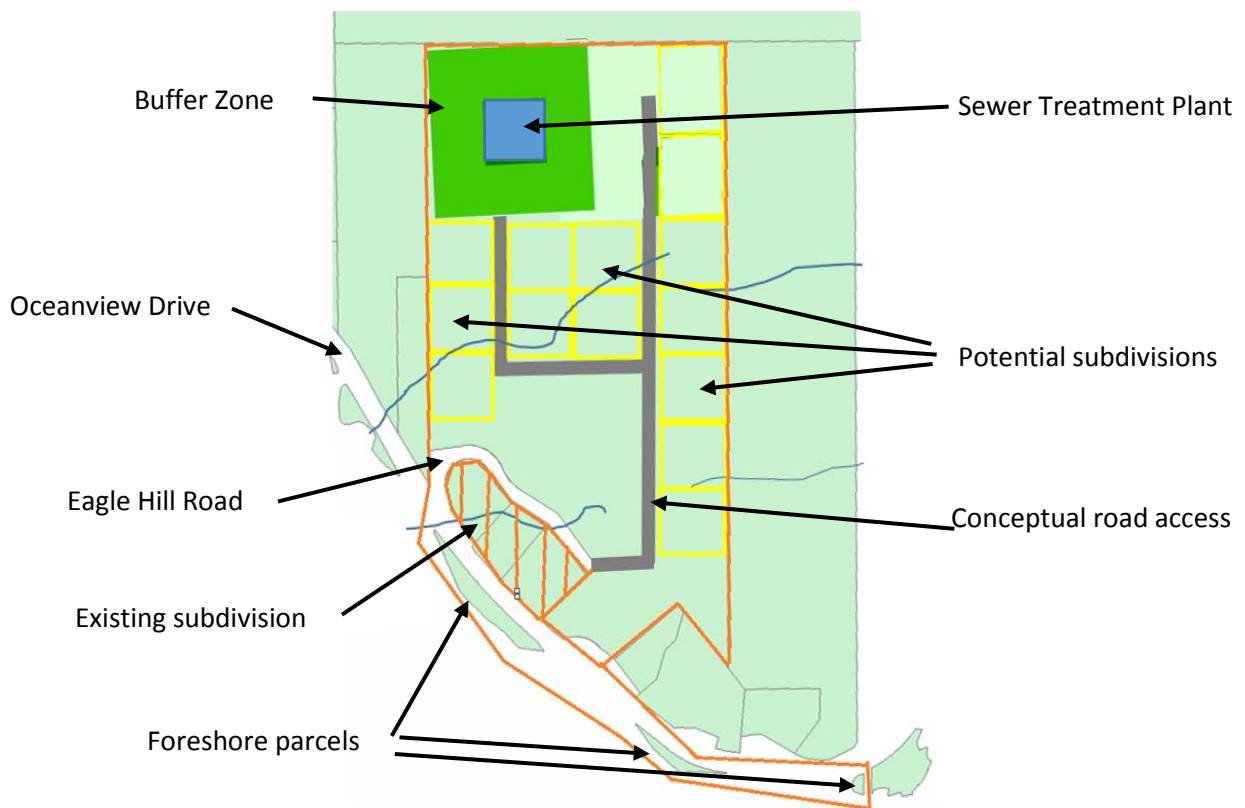 Buffer Zone
Sewer Treatment Plant
Oceanview Drive
Potential subdivisions
Eagle Hill Road
Conceptual road access
Existing subdivision
Foreshore parcels